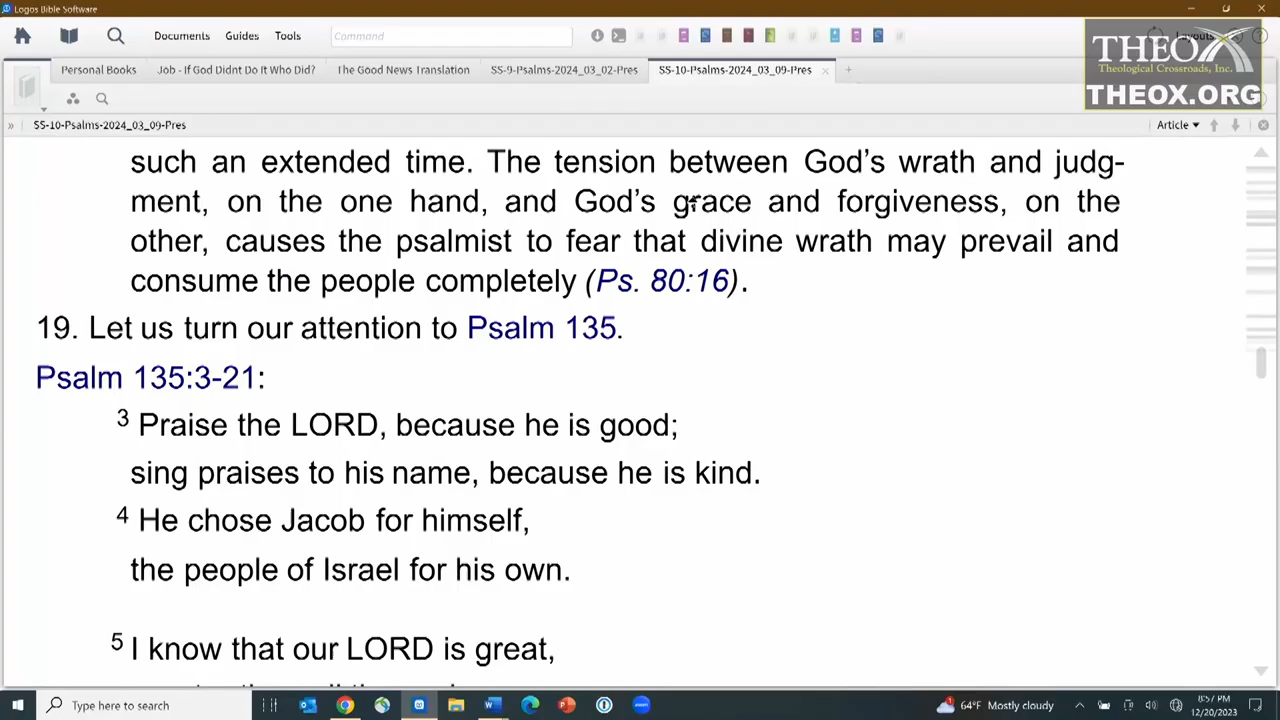 Logos Bible Software
Documents Guides Tools Command Layouts
THEOX
Theological Crossroads, Inc.
THEOX.ORG
Personal Books Job - If God Didnt Do It Who Did? The Good News Fro Psalms-2024_03_02-Pres SS-10-Psalms-2024_03_09-Pres
SS-10-Psalms-2024_03_09-Pres Article
such an extended time. The tension between God’s wrath and judg-
ment, on the one hand, and God’s grace and forgiveness, on the
other, causes the psalmist to fear that divine wrath may prevail and
consume the people completely (Ps. 80:16).
19. Let us turn our attention to Psalm 135.
Psalm 135:3-21:
3 Praise the LORD, because he is good;
sing praises to his name, because he is kind.
4 He chose Jacob for himself,
the people of Israel for his own.
5 I know that our LORD is great,
Type here to search 64°F Mostly cloudy 8:57 PM
12/20/2023